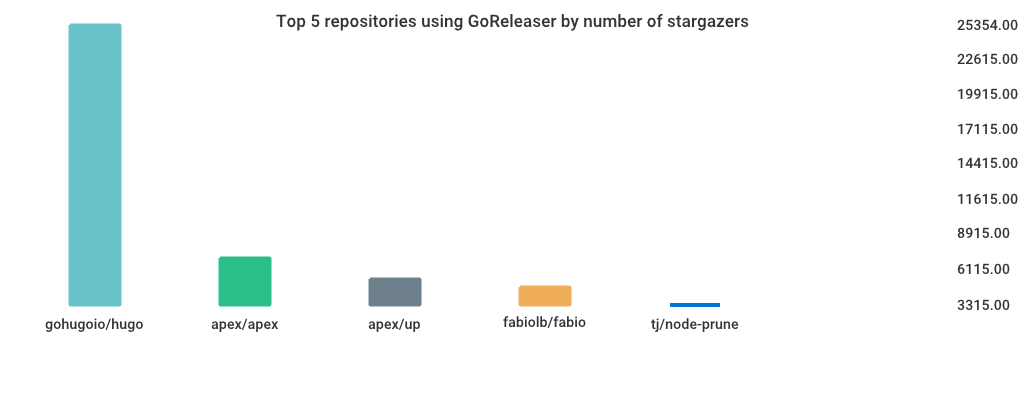 Top 5 repositories using GoReleaser by number of stargazers
25354.00
22615.00
19915.00
17115.00
14415.00
11615.00
8915.00
6115.00
3315.00
gohugoio/hugo
apex/apex
apex/up
fabiolb/fabio
tj/node-prune